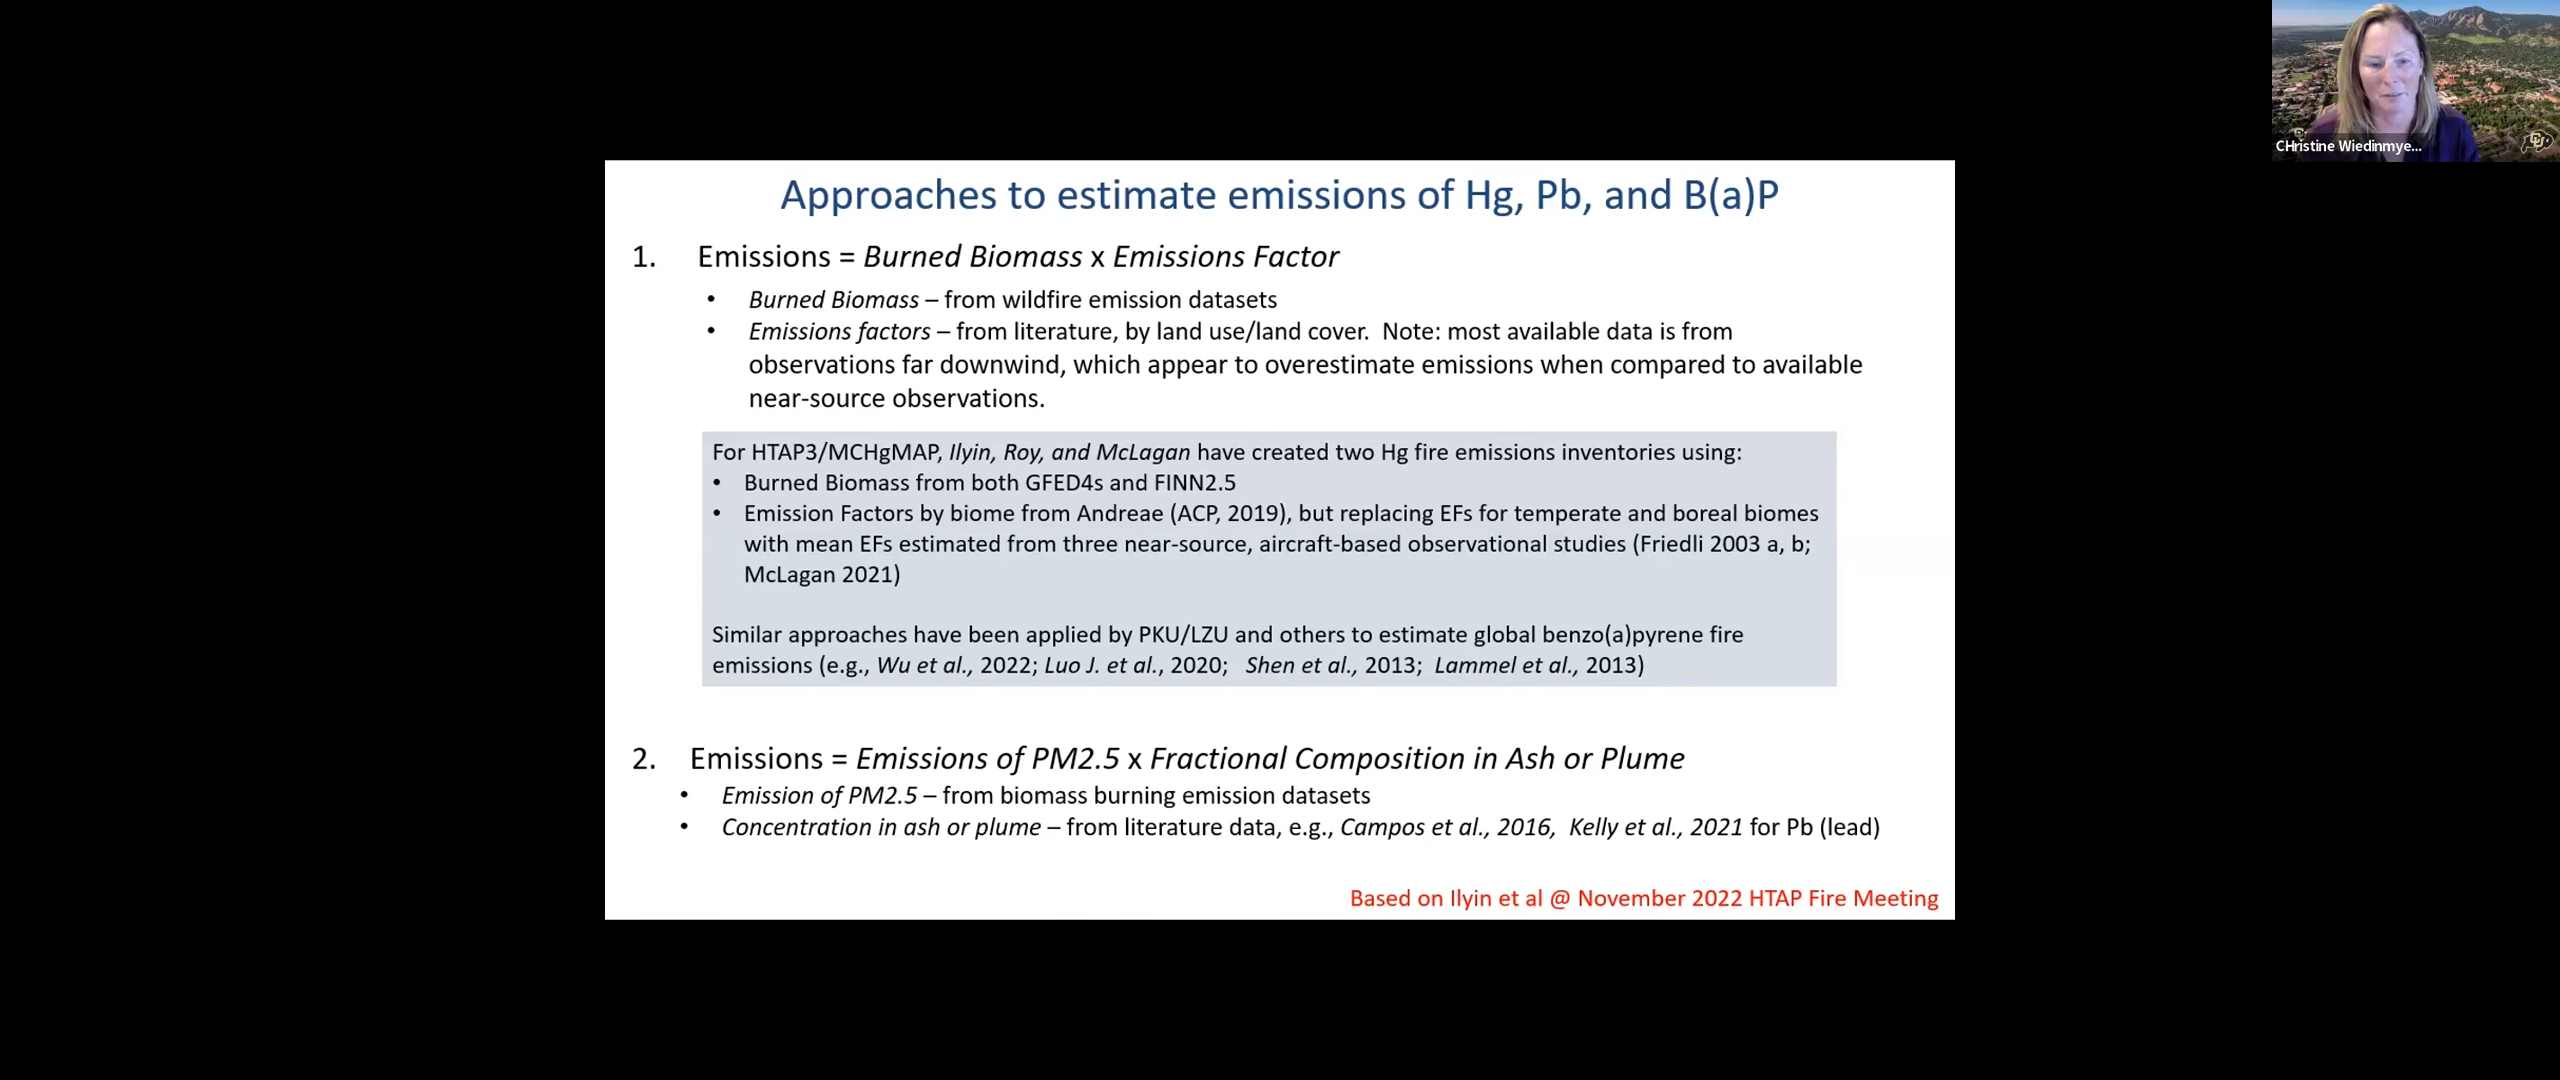 CHristine Wiedinmye...
Approaches to estimate emissions of Hg, Pb, and B(a)P
1. Emissions = Burned Biomass x Emissions Factor
• Burned Biomass – from wildfire emission datasets
• Emissions factors – from literature, by land use/land cover. Note: most available data is from
observations far downwind, which appear to overestimate emissions when compared to available
near-source observations.
For HTAP3/MCHgMAP, Ilyin, Roy, and McLagan have created two Hg fire emissions inventories using:
• Burned Biomass from both GFED4s and FINN2.5
• Emission Factors by biome from Andreae (ACP, 2019), but replacing EFs for temperate and boreal biomes
with mean EFs estimated from three near-source, aircraft-based observational studies (Friedli 2003 a, b;
McLagan 2021)
Similar approaches have been applied by PKU/LZU and others to estimate global benzo(a)pyrene fire
emissions (e.g., Wu et al., 2022; Luo J. et al., 2020; Shen et al., 2013; Lammel et al., 2013)
2. Emissions = Emissions of PM2.5 x Fractional Composition in Ash or Plume
• Emission of PM2.5 – from biomass burning emission datasets
• Concentration in ash or plume – from literature data, e.g., Campos et al., 2016, Kelly et al., 2021 for Pb (lead)
Based on Ilyin et al @ November 2022 HTAP Fire Meeting